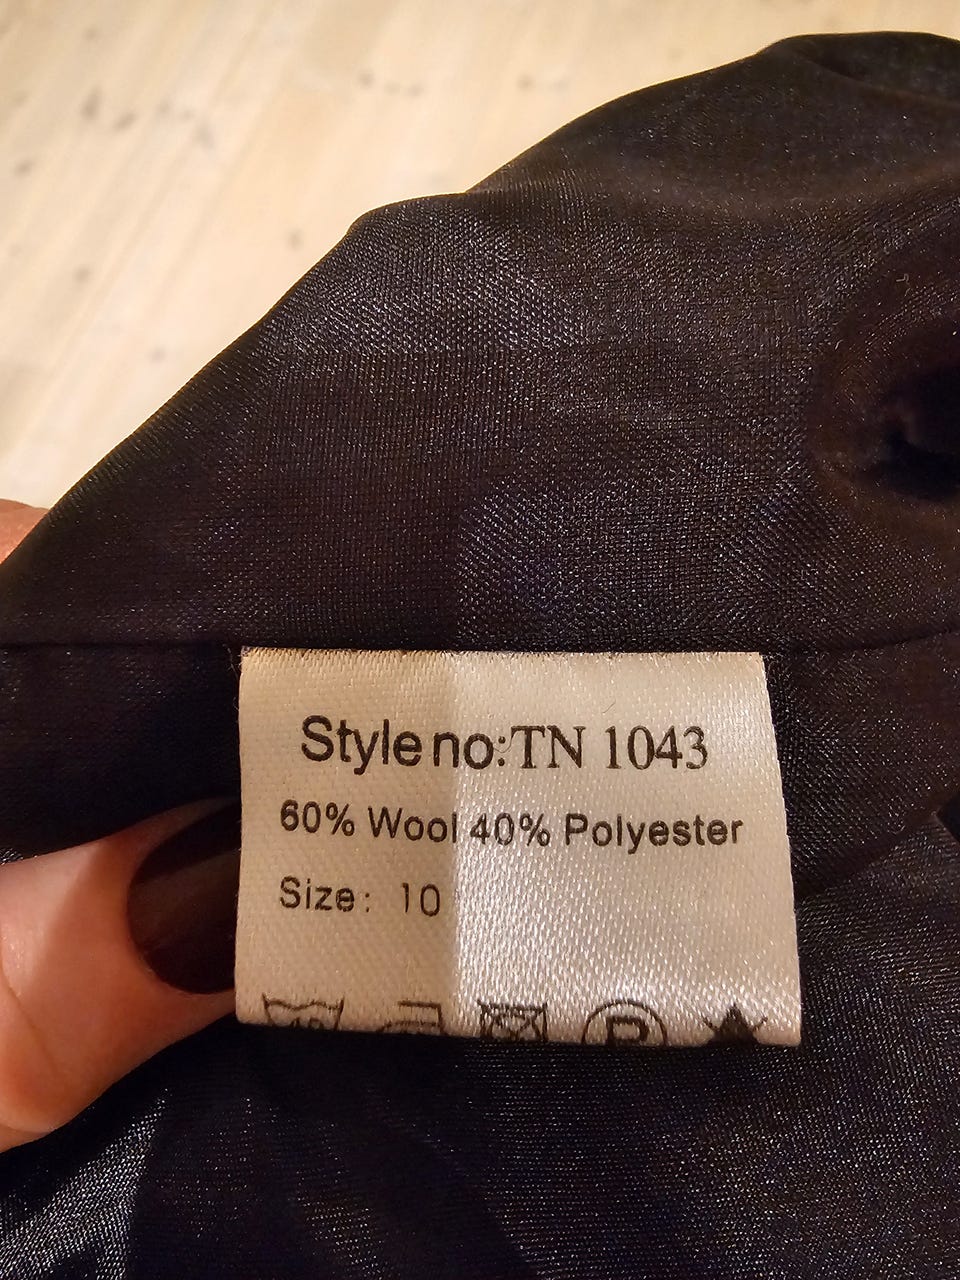 Style no: TN 1043
60% Wool 40% Polyester
Size: 10
P